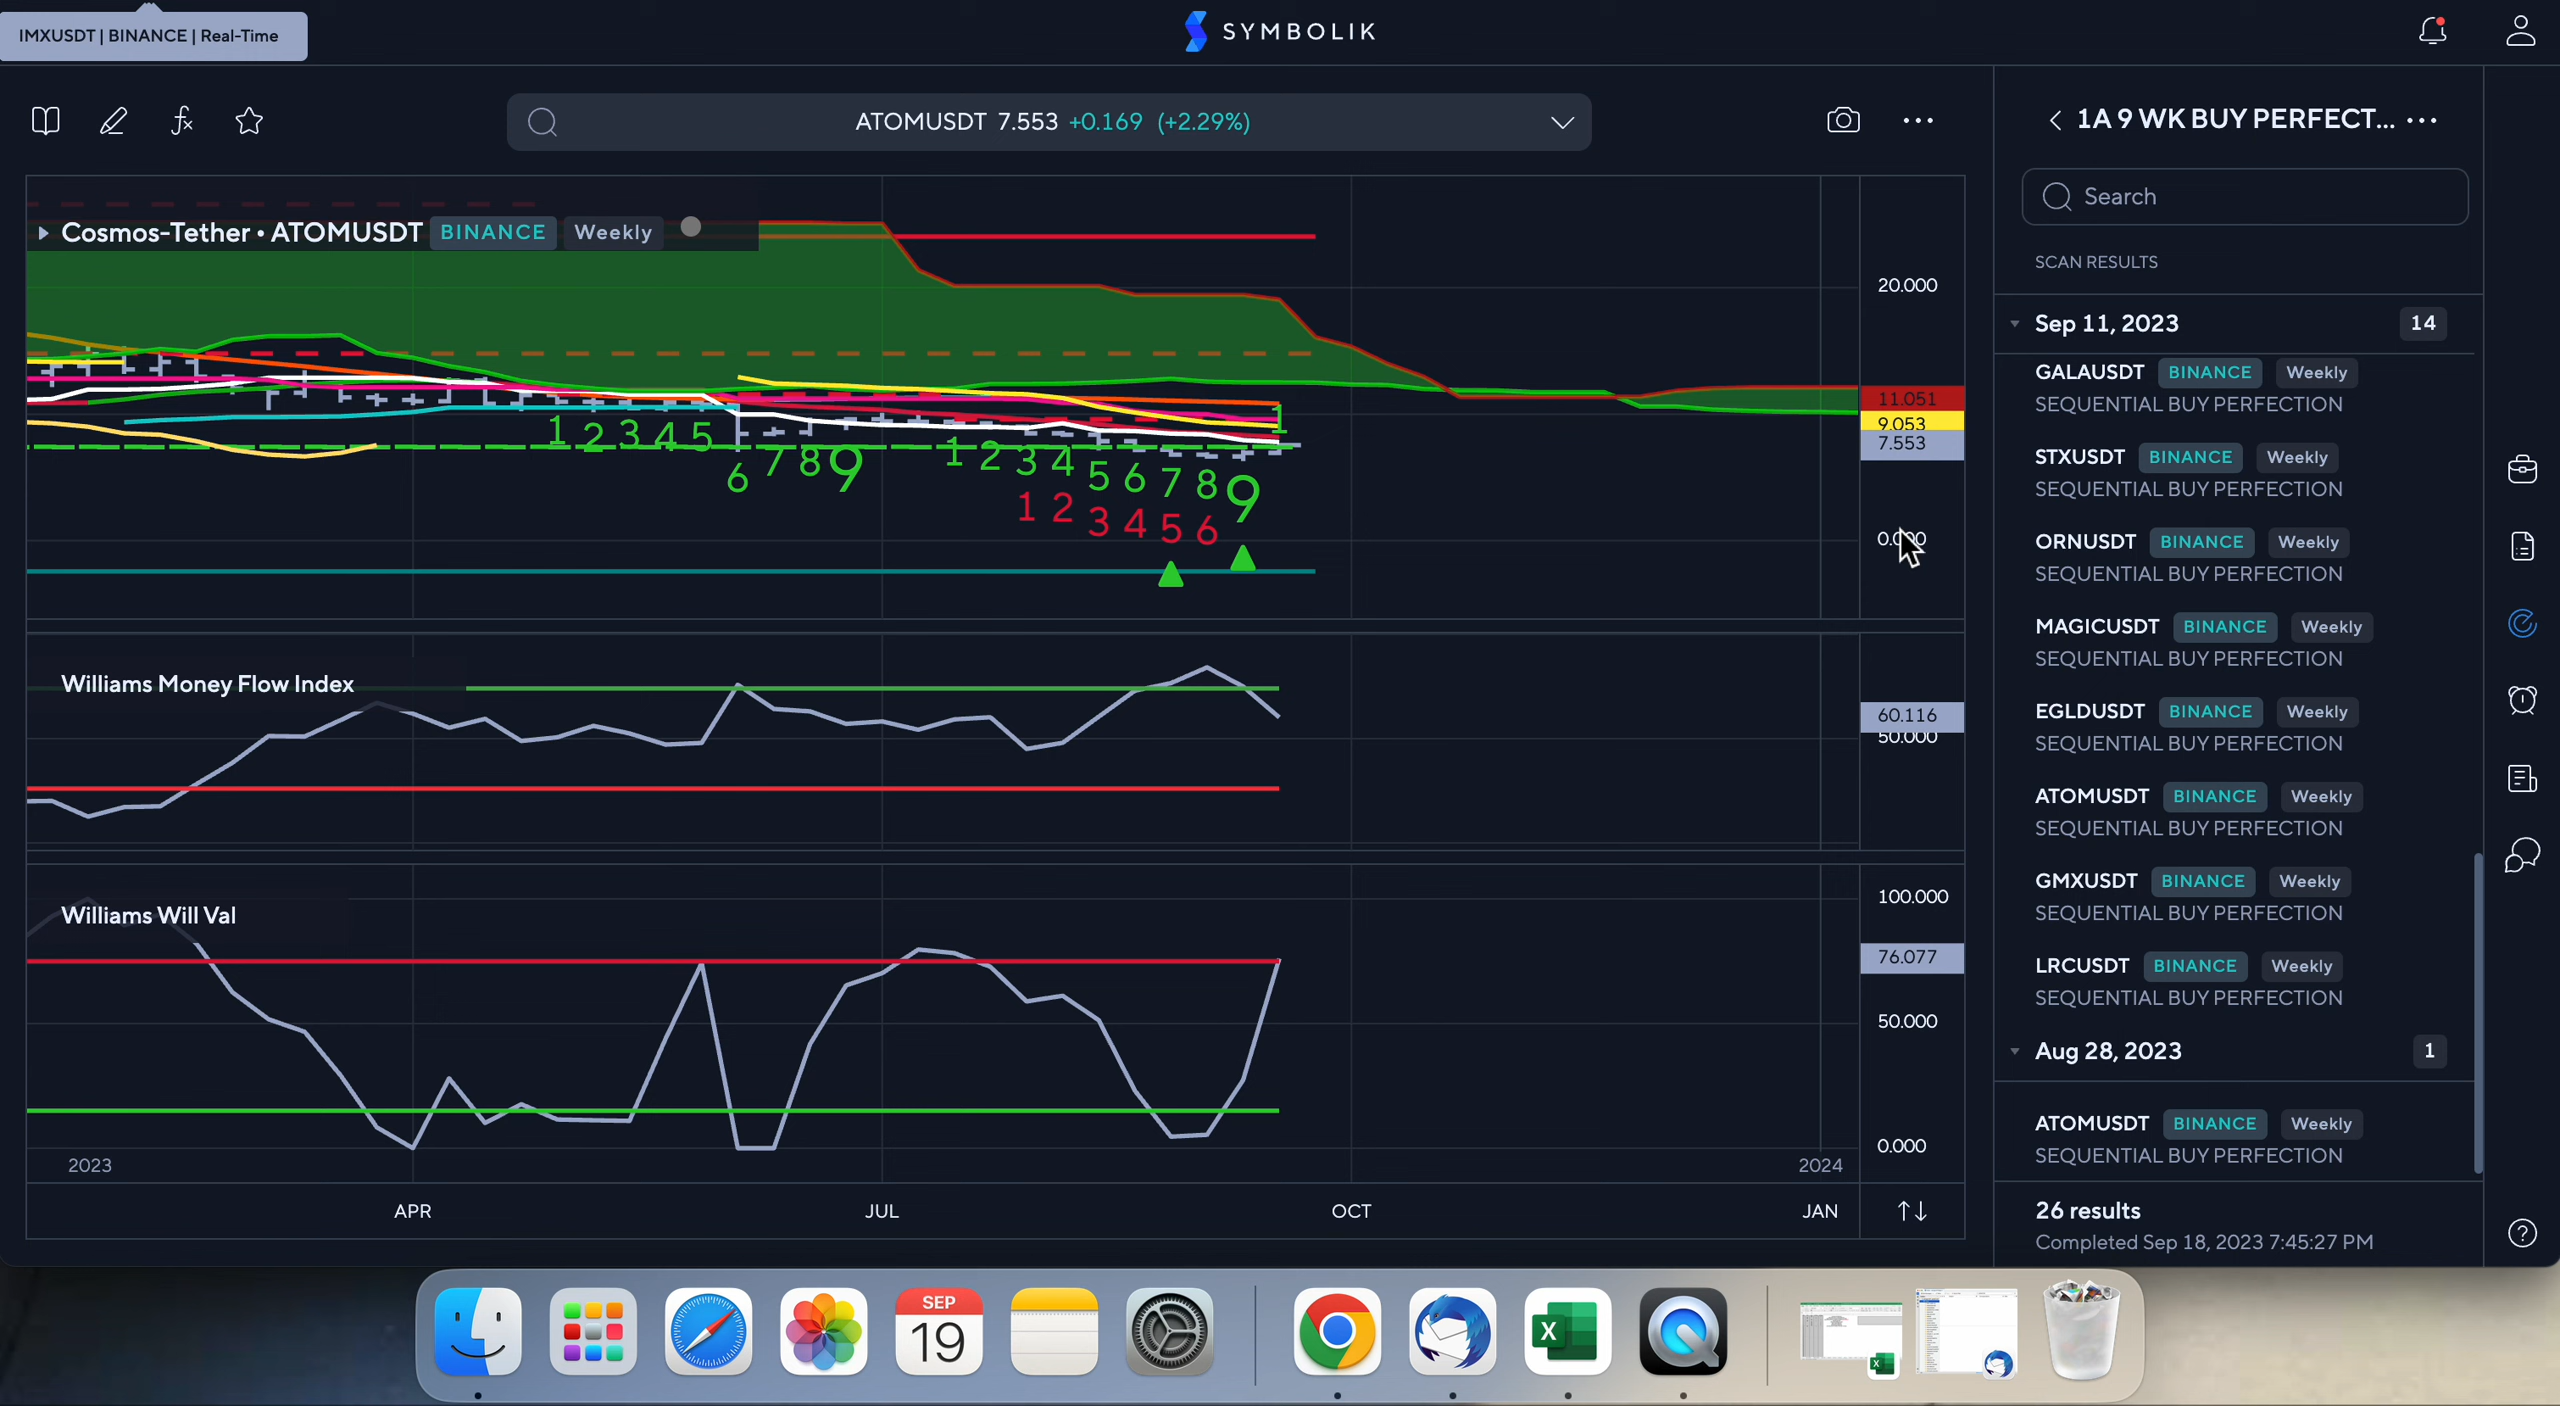 IMXUSDT | BINANCE | Real-Time
SYMBOLIK
ATOMUSDT 7.553 +0.169 (+2.29%)
Cosmos-Tether • ATOMUSDT BINANCE Weekly
20.000
11.051
9.053
7.553
0.000
1 2 3 4 5 6 7 8 9
1 2 3 4 5 6 7 8 9 1
1 2 3 4 5 6
Williams Money Flow Index
60.116
50.000
Williams Will Val
100.000
76.077
50.000
0.000
2023 2024
APR JUL OCT JAN
1A 9 WK BUY PERFECT...
Search
SCAN RESULTS
Sep 11, 2023 14
GALAUSDT BINANCE Weekly
SEQUENTIAL BUY PERFECTION
STXUSDT BINANCE Weekly
SEQUENTIAL BUY PERFECTION
ORNUSDT BINANCE Weekly
SEQUENTIAL BUY PERFECTION
MAGICUSDT BINANCE Weekly
SEQUENTIAL BUY PERFECTION
EGLDUSDT BINANCE Weekly
SEQUENTIAL BUY PERFECTION
ATOMUSDT BINANCE Weekly
SEQUENTIAL BUY PERFECTION
GMXUSDT BINANCE Weekly
SEQUENTIAL BUY PERFECTION
LRCUSDT BINANCE Weekly
SEQUENTIAL BUY PERFECTION
Aug 28, 2023 1
ATOMUSDT BINANCE Weekly
SEQUENTIAL BUY PERFECTION
26 results
Completed Sep 18, 2023 7:45:27 PM
SEP
19